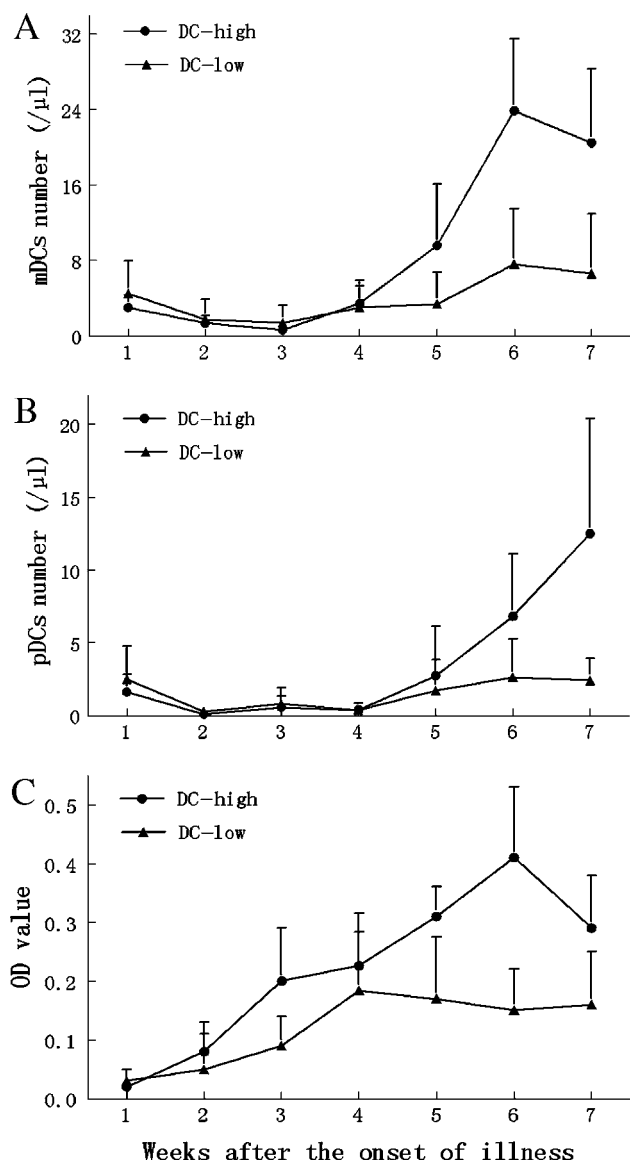 A
DC-high
DC-low
mDCs number (/μl)
32
24
16
8
0
1 2 3 4 5 6 7
B
DC-high
DC-low
pDCs number (/μl)
20
15
10
5
0
1 2 3 4 5 6 7
C
DC-high
DC-low
OD value
0.5
0.4
0.3
0.2
0.1
0.0
1 2 3 4 5 6 7
Weeks after the onset of illness